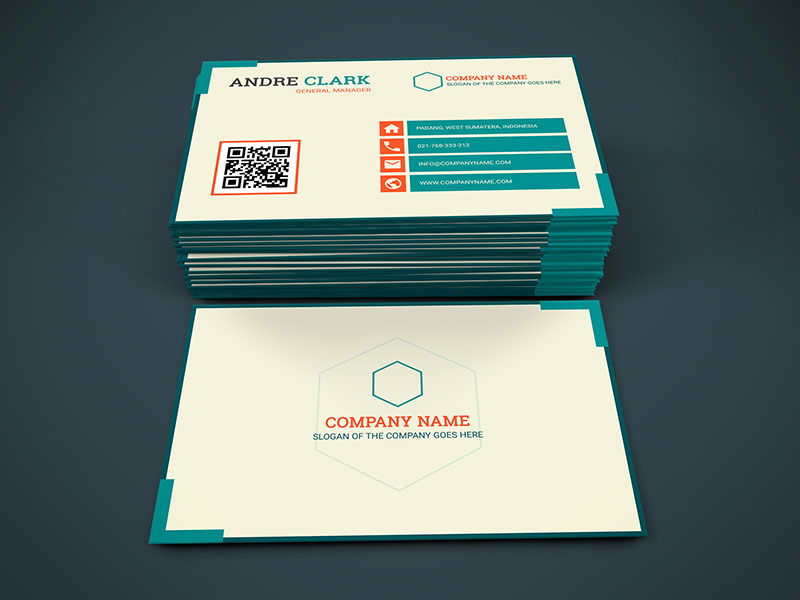 ANDRE CLARK
GENERAL MANAGER
COMPANY NAME
SLOGAN OF THE COMPANY GOES HERE
PADANG, WEST SUMATERA, INDONESIA
021-768-333-212
INFO@COMPANYNAME.COM
WWW.COMPANYNAME.COM
COMPANY NAME
SLOGAN OF THE COMPANY GOES HERE